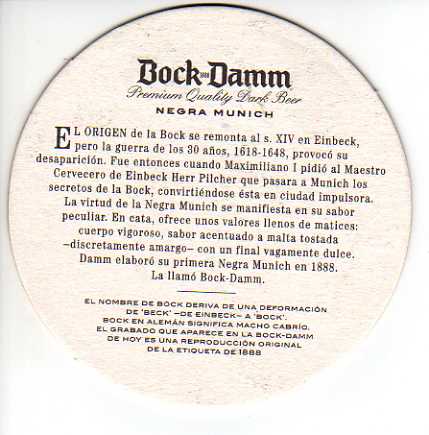 Bock-Damm
Premium Quality Dark Beer
NEGRA MUNICH
EL ORIGEN de la Bock se remonta al s. XIV en Einbeck,
pero la guerra de los 30 años, 1618-1648, provocó su
desaparición. Fue entonces cuando Maximiliano I pidió al Maestro
Cervecero de Einbeck Herr Pilcher que pasara a Munich los
secretos de la Bock, convirtiéndose ésta en ciudad impulsora.
La virtud de la Negra Munich se manifiesta en su sabor
peculiar. En cata, ofrece unos valores llenos de matices:
cuerpo vigoroso, sabor acentuado a malta tostada
–discretamente amargo– con un final vagamente dulce.
Damm elaboró su primera Negra Munich en 1888.
La llamó Bock-Damm.
EL NOMBRE DE BOCK DERIVA DE UNA DEFORMACIÓN
DE 'BECK' –DE EINBECK– A 'BOCK'.
BOCK EN ALEMÁN SIGNIFICA MACHO CABRÍO.
EL GRABADO QUE APARECE EN LA BOCK-DAMM
DE HOY ES UNA REPRODUCCIÓN ORIGINAL
DE LA ETIQUETA DE 1888